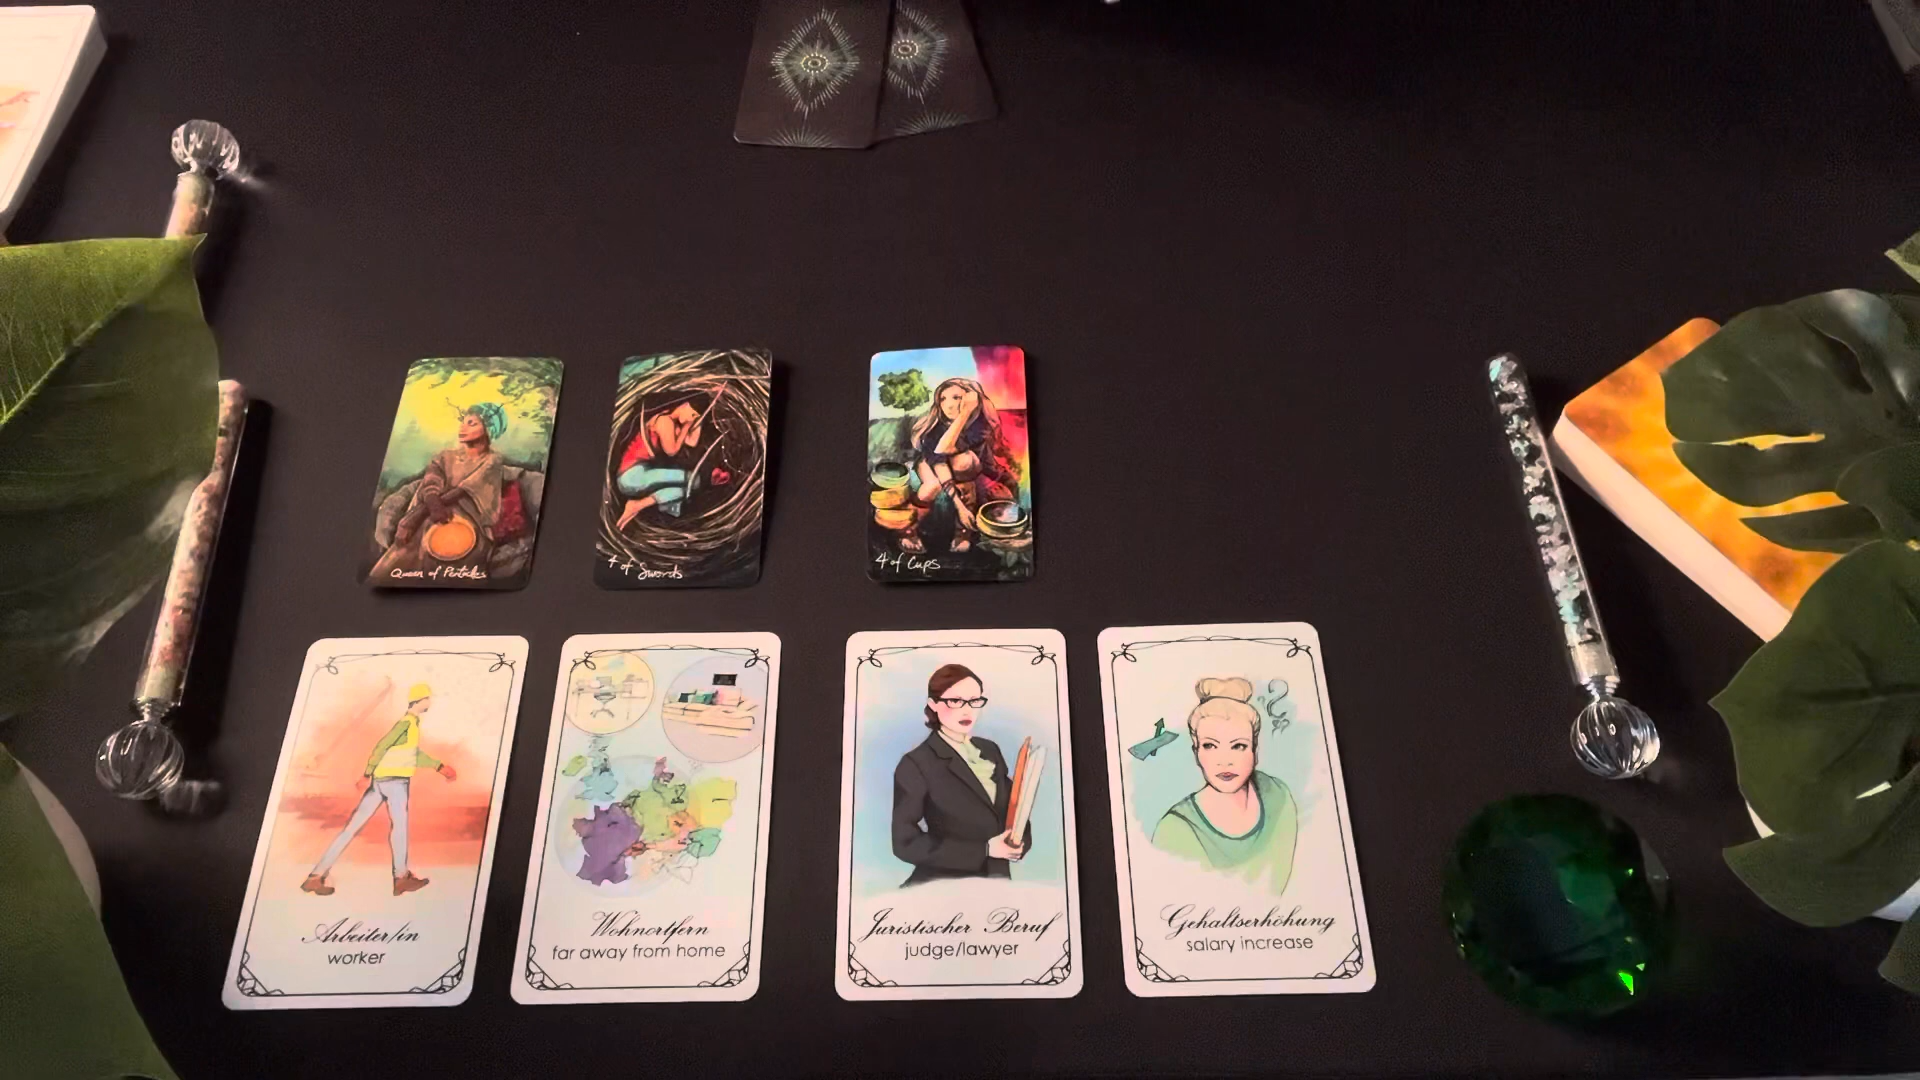 Queen of Pentacles
4 of Swords
4 of Cups
Arbeiter/in
worker
Wohnortfern
far away from home
Juristischer Beruf
judge/lawyer
Gehaltserhöhung
salary increase